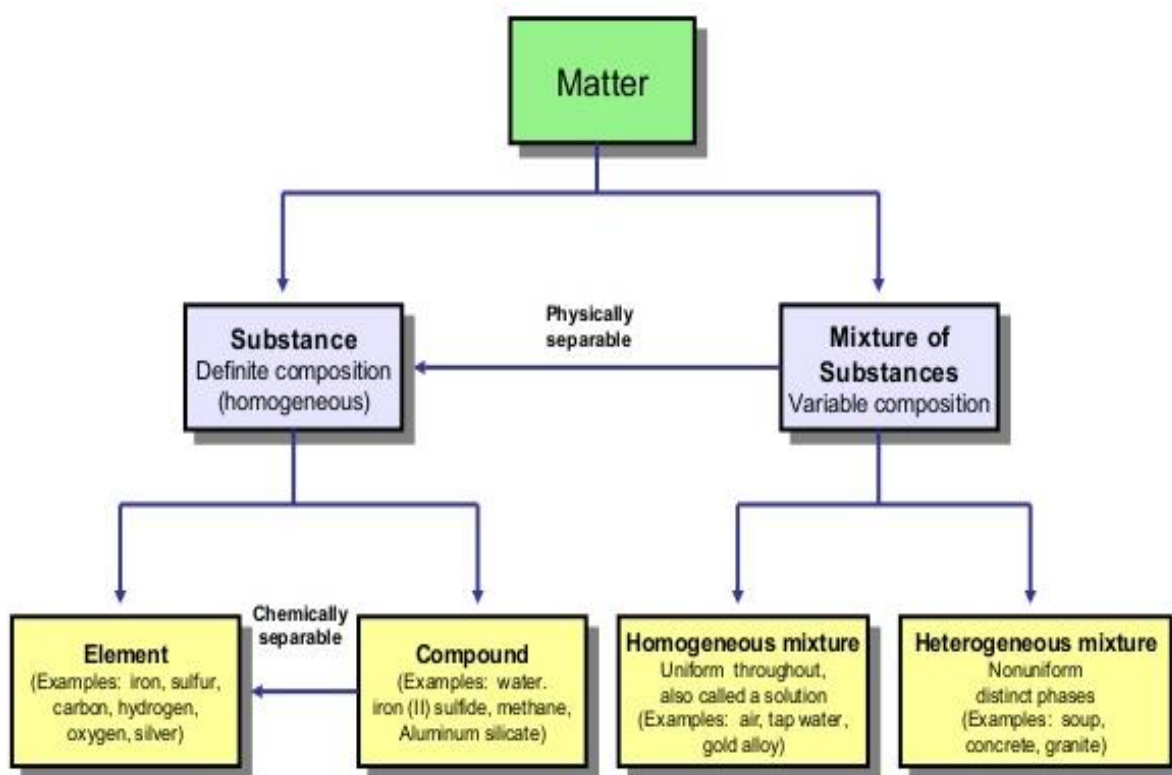 Matter
Substance
Definite composition
(homogeneous)
Physically
separable
Mixture of
Substances
Variable composition
Element
(Examples: iron, sulfur,
carbon, hydrogen,
oxygen, silver)
Chemically
separable
Compound
(Examples: water.
iron (II) sulfide, methane,
Aluminum silicate)
Homogeneous mixture
Uniform throughout,
also called a solution
(Examples: air, tap water,
gold alloy)
Heterogeneous mixture
Nonuniform
distinct phases
(Examples: soup,
concrete, granite)